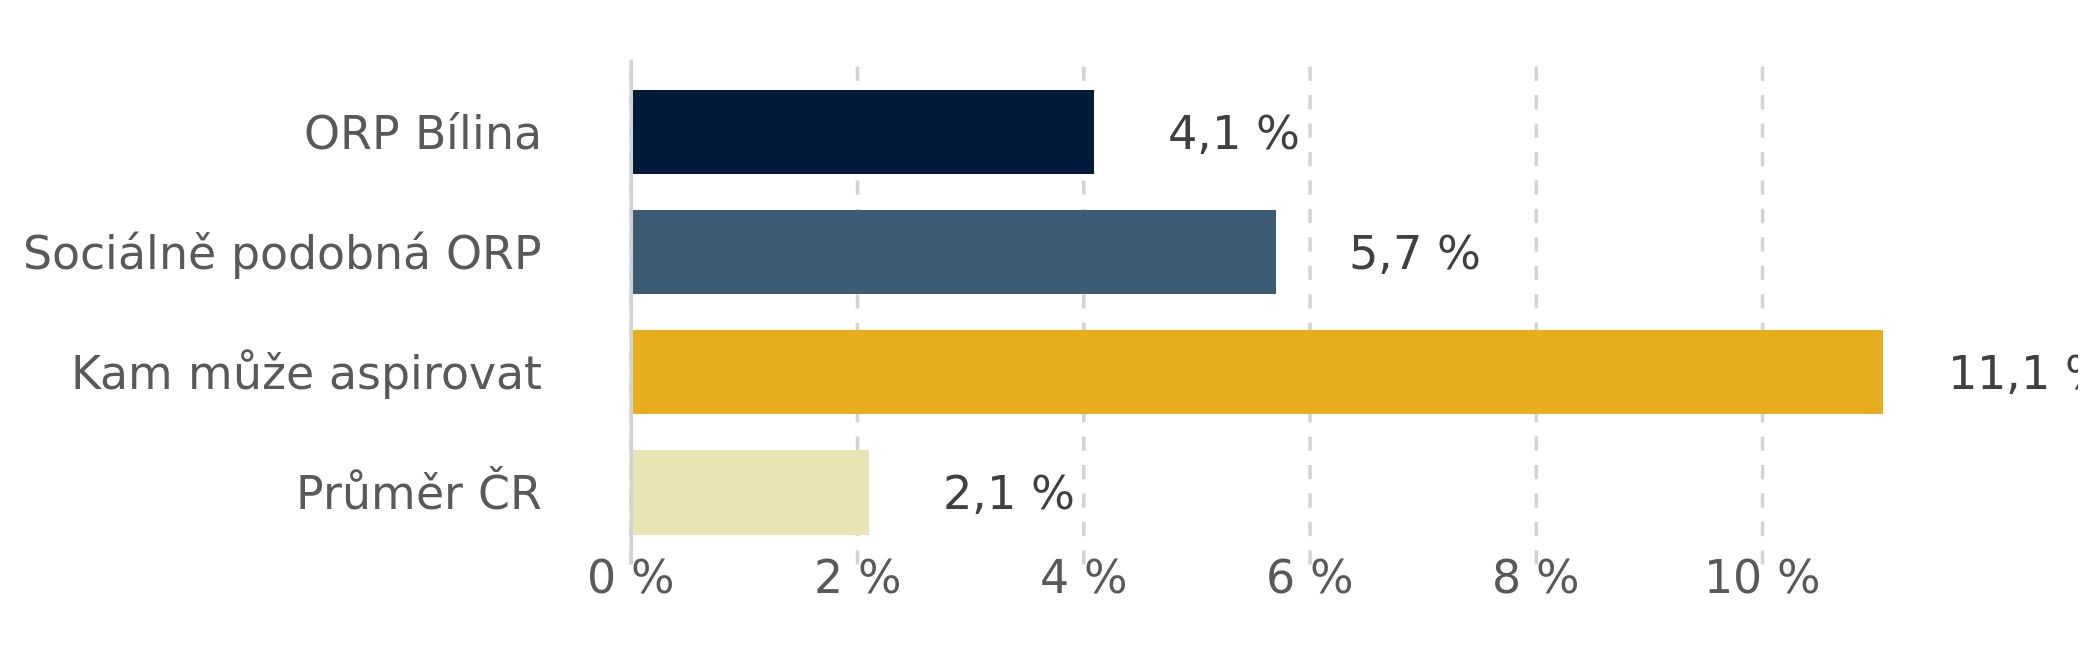 ORP Bílina
4,1 %
Sociálně podobná ORP
5,7 %
Kam může aspirovat
11,1 %
Průměr ČR
2,1 %
0 %
2 %
4 %
6 %
8 %
10 %